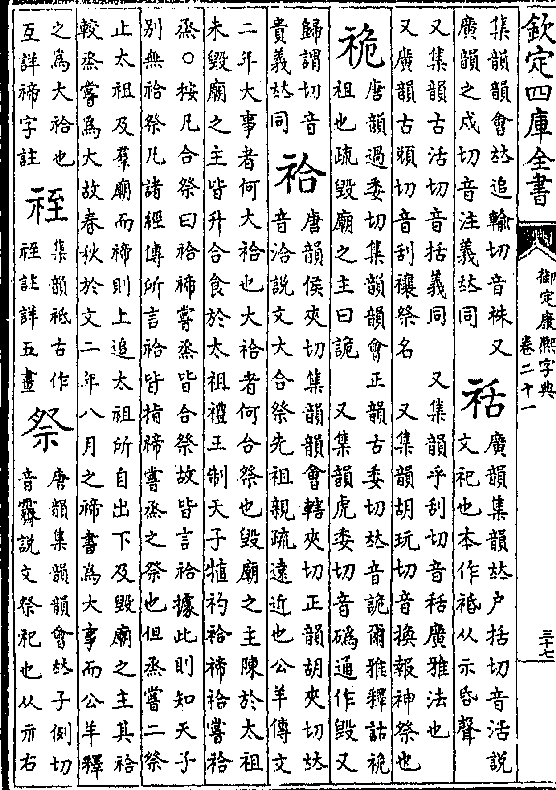 欽定四庫全書
御定康熙字典
卷二十一
三十七
集韻韻會𠀤追輸切音株又
廣韻之戍切音注義𠀤同
䄆
廣韻集韻𠀤户括切音活説
文祀也本作从示昏聲
又集韻古活切音括義同 又集韻乎刮切音䄆廣雅法也
又廣韻古頒切音刮禳祭名 又集韻胡玩切音換報神祭也
祪
唐韻過委切集韻韻會正韻古委切𠀤音詭爾雅釋詁祪
祖也疏毁廟之主曰詭 又集韻虎委切音䃣通作毁又
歸謂切音
貴義𠀤同
祫
唐韻侯夾切集韻韻會轄夾切正韻胡夾切𠀤
音洽説文大合祭先祖親疏遠近也公羊傳文
二年大事者何大祫也大祫者何合祭也毁廟之主陳於太祖
未毁廟之主皆升合食於太祖禮王制天子犆礿祫禘祫嘗祫
烝○按凡合祭曰祫禘嘗烝皆合祭故皆言祫據此則知天子
别無祫祭凡諸經傳所言祫皆指禘嘗烝之祭也但烝嘗二祭
止太祖及羣廟而禘則上追太祖所自出下及毁廟之主其祫
較烝嘗爲大故春秋於文二年八月之禘書爲大事而公羊釋
之爲大祫也
互詳禘字註
祬
集韻祗古作
祬註詳五畫
祭
唐韻集韻韻會𠀤子例切
音霽説文祭祀也从示右